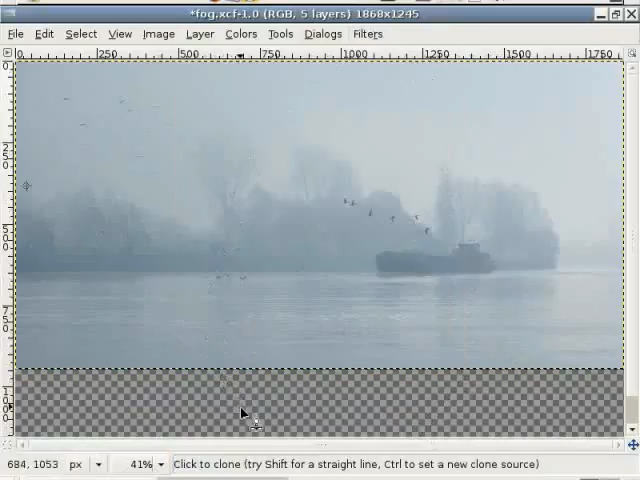 *fog.xcf-1.0 (RGB, 5 layers) 1868x1245
File Edit Select View Image Layer Colors Tools Dialogs Filters
0 250 500 750 1000 1250 1500 1750
684, 1053 px 41% Click to clone (try Shift for a straight line, Ctrl to set a new clone source)